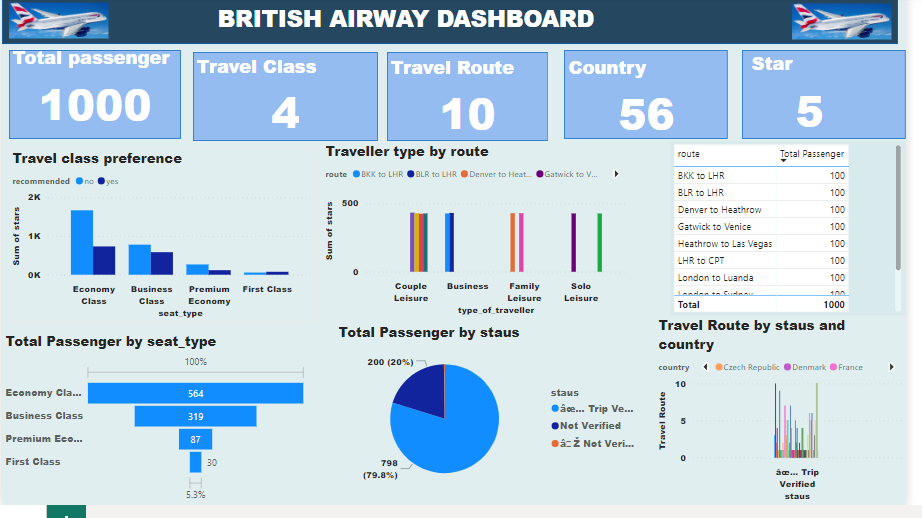 BRITISH AIRWAY DASHBOARD
Total passenger
1000
Travel Class
4
Travel Route
10
Country
56
Star
5
Travel class preference
recommended no yes
2K
1K
0K
Sum of stars
Economy Class
Business Class
Premium Economy
First Class
seat_type
Traveller type by route
route BKK to LHR BLR to LHR Denver to Heat... Gatwick to V...
500
0
Sum of stars
Couple Leisure
Business
Family Leisure
Solo Leisure
type_of_traveller
route Total Passenger
BKK to LHR 100
BLR to LHR 100
Denver to Heathrow 100
Gatwick to Venice 100
Heathrow to Las Vegas 100
LHR to CPT 100
London to Luanda 100
London to Sydney 100
Total 1000
Total Passenger by seat_type
100%
Economy Cla... 564
Business Class 319
Premium Eco... 87
First Class 30
5.3%
Total Passenger by staus
200 (20%)
798
(79.8%)
staus
âœ... Trip Ve...
Not Verified
Not Veri...
Travel Route by staus and
country
country Czech Republic Denmark France
10
5
0
Travel Route
âœ... Trip
Verified
staus